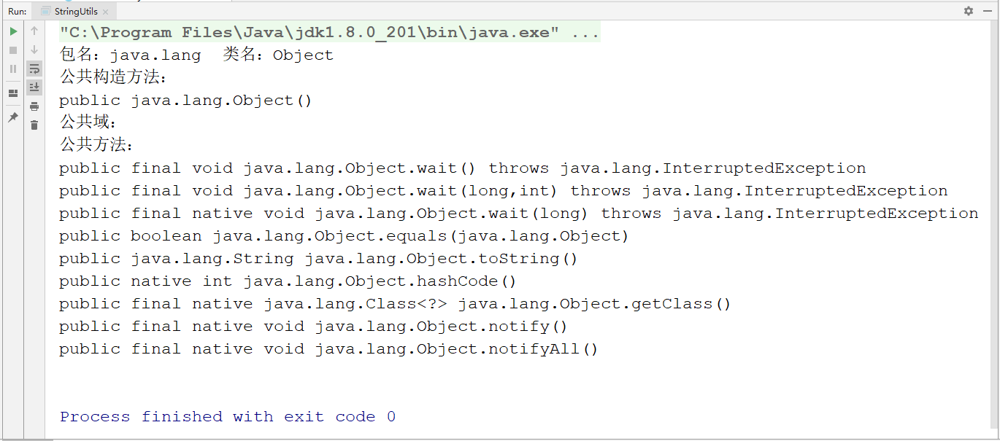 Run: StringUtils
"C:\Program Files\Java\jdk1.8.0_201\bin\java.exe" ...
包名：java.lang  类名：Object
公共构造方法：
public java.lang.Object()
公共域：
公共方法：
public final void java.lang.Object.wait() throws java.lang.InterruptedException
public final void java.lang.Object.wait(long,int) throws java.lang.InterruptedException
public final native void java.lang.Object.wait(long) throws java.lang.InterruptedException
public boolean java.lang.Object.equals(java.lang.Object)
public java.lang.String java.lang.Object.toString()
public native int java.lang.Object.hashCode()
public final native java.lang.Class<?> java.lang.Object.getClass()
public final native void java.lang.Object.notify()
public final native void java.lang.Object.notifyAll()
Process finished with exit code 0